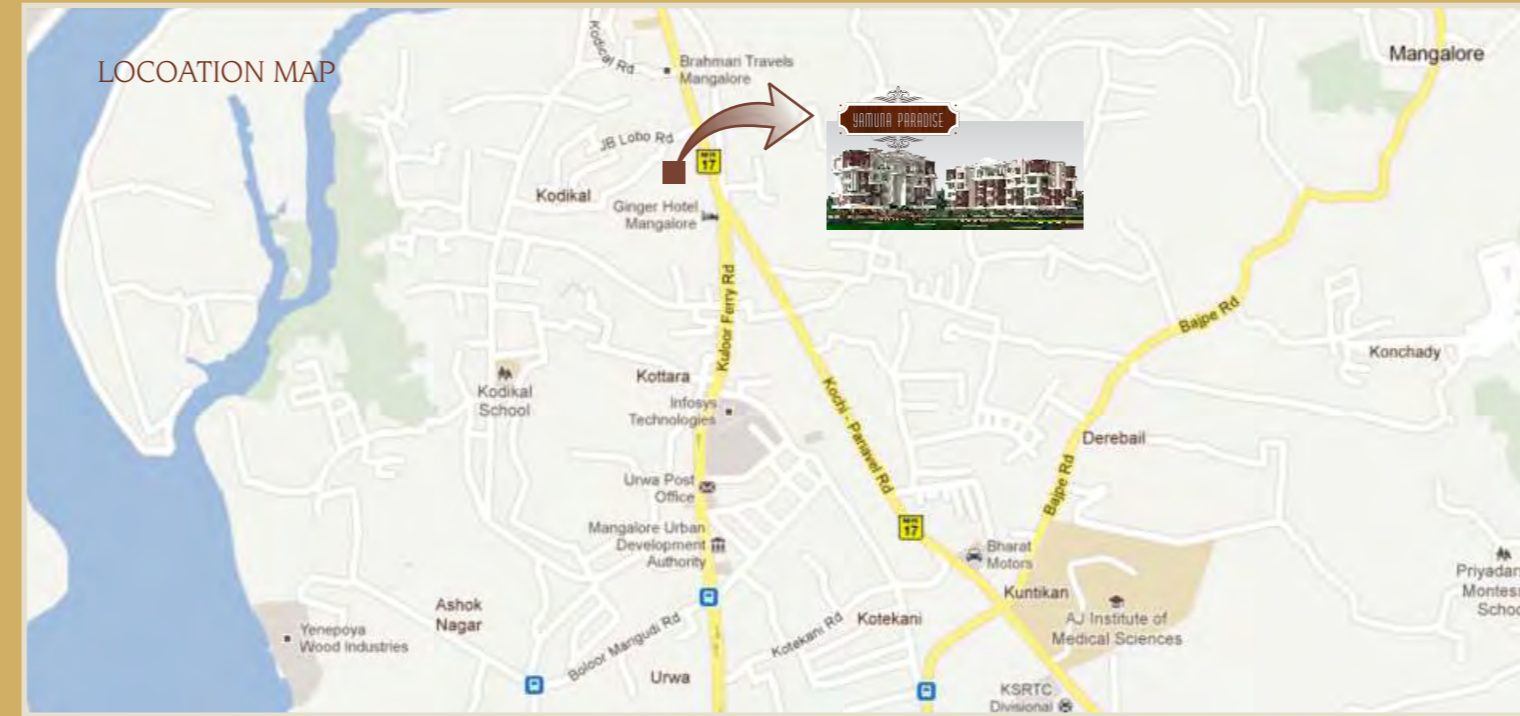 LOCOATION MAP
Kodical Rd
Brahman Travels
Mangalore
Mangalore
YAMUNA PARADISE
JB Lobo Rd
NH
17
Kodikal
Ginger Hotel
Mangalore
Kuloor Ferry Rd
Bajpe Rd
Konchady
Kodikal
School
Kottara
Infosys
Technologies
Kochi - Panavel Rd
Derebail
Bajpe Rd
Urwa Post
Office
Mangalore Urban
Development
Authority
NH
17
Bharat
Motors
Priyadar
Montess
Schoo
Kuntikan
AJ Institute of
Medical Sciences
Ashok
Nagar
Yenepoya
Wood Industries
Boloor Mangudi Rd
Kotekani Rd
Kotekani
Urwa
KSRTC
Divisional